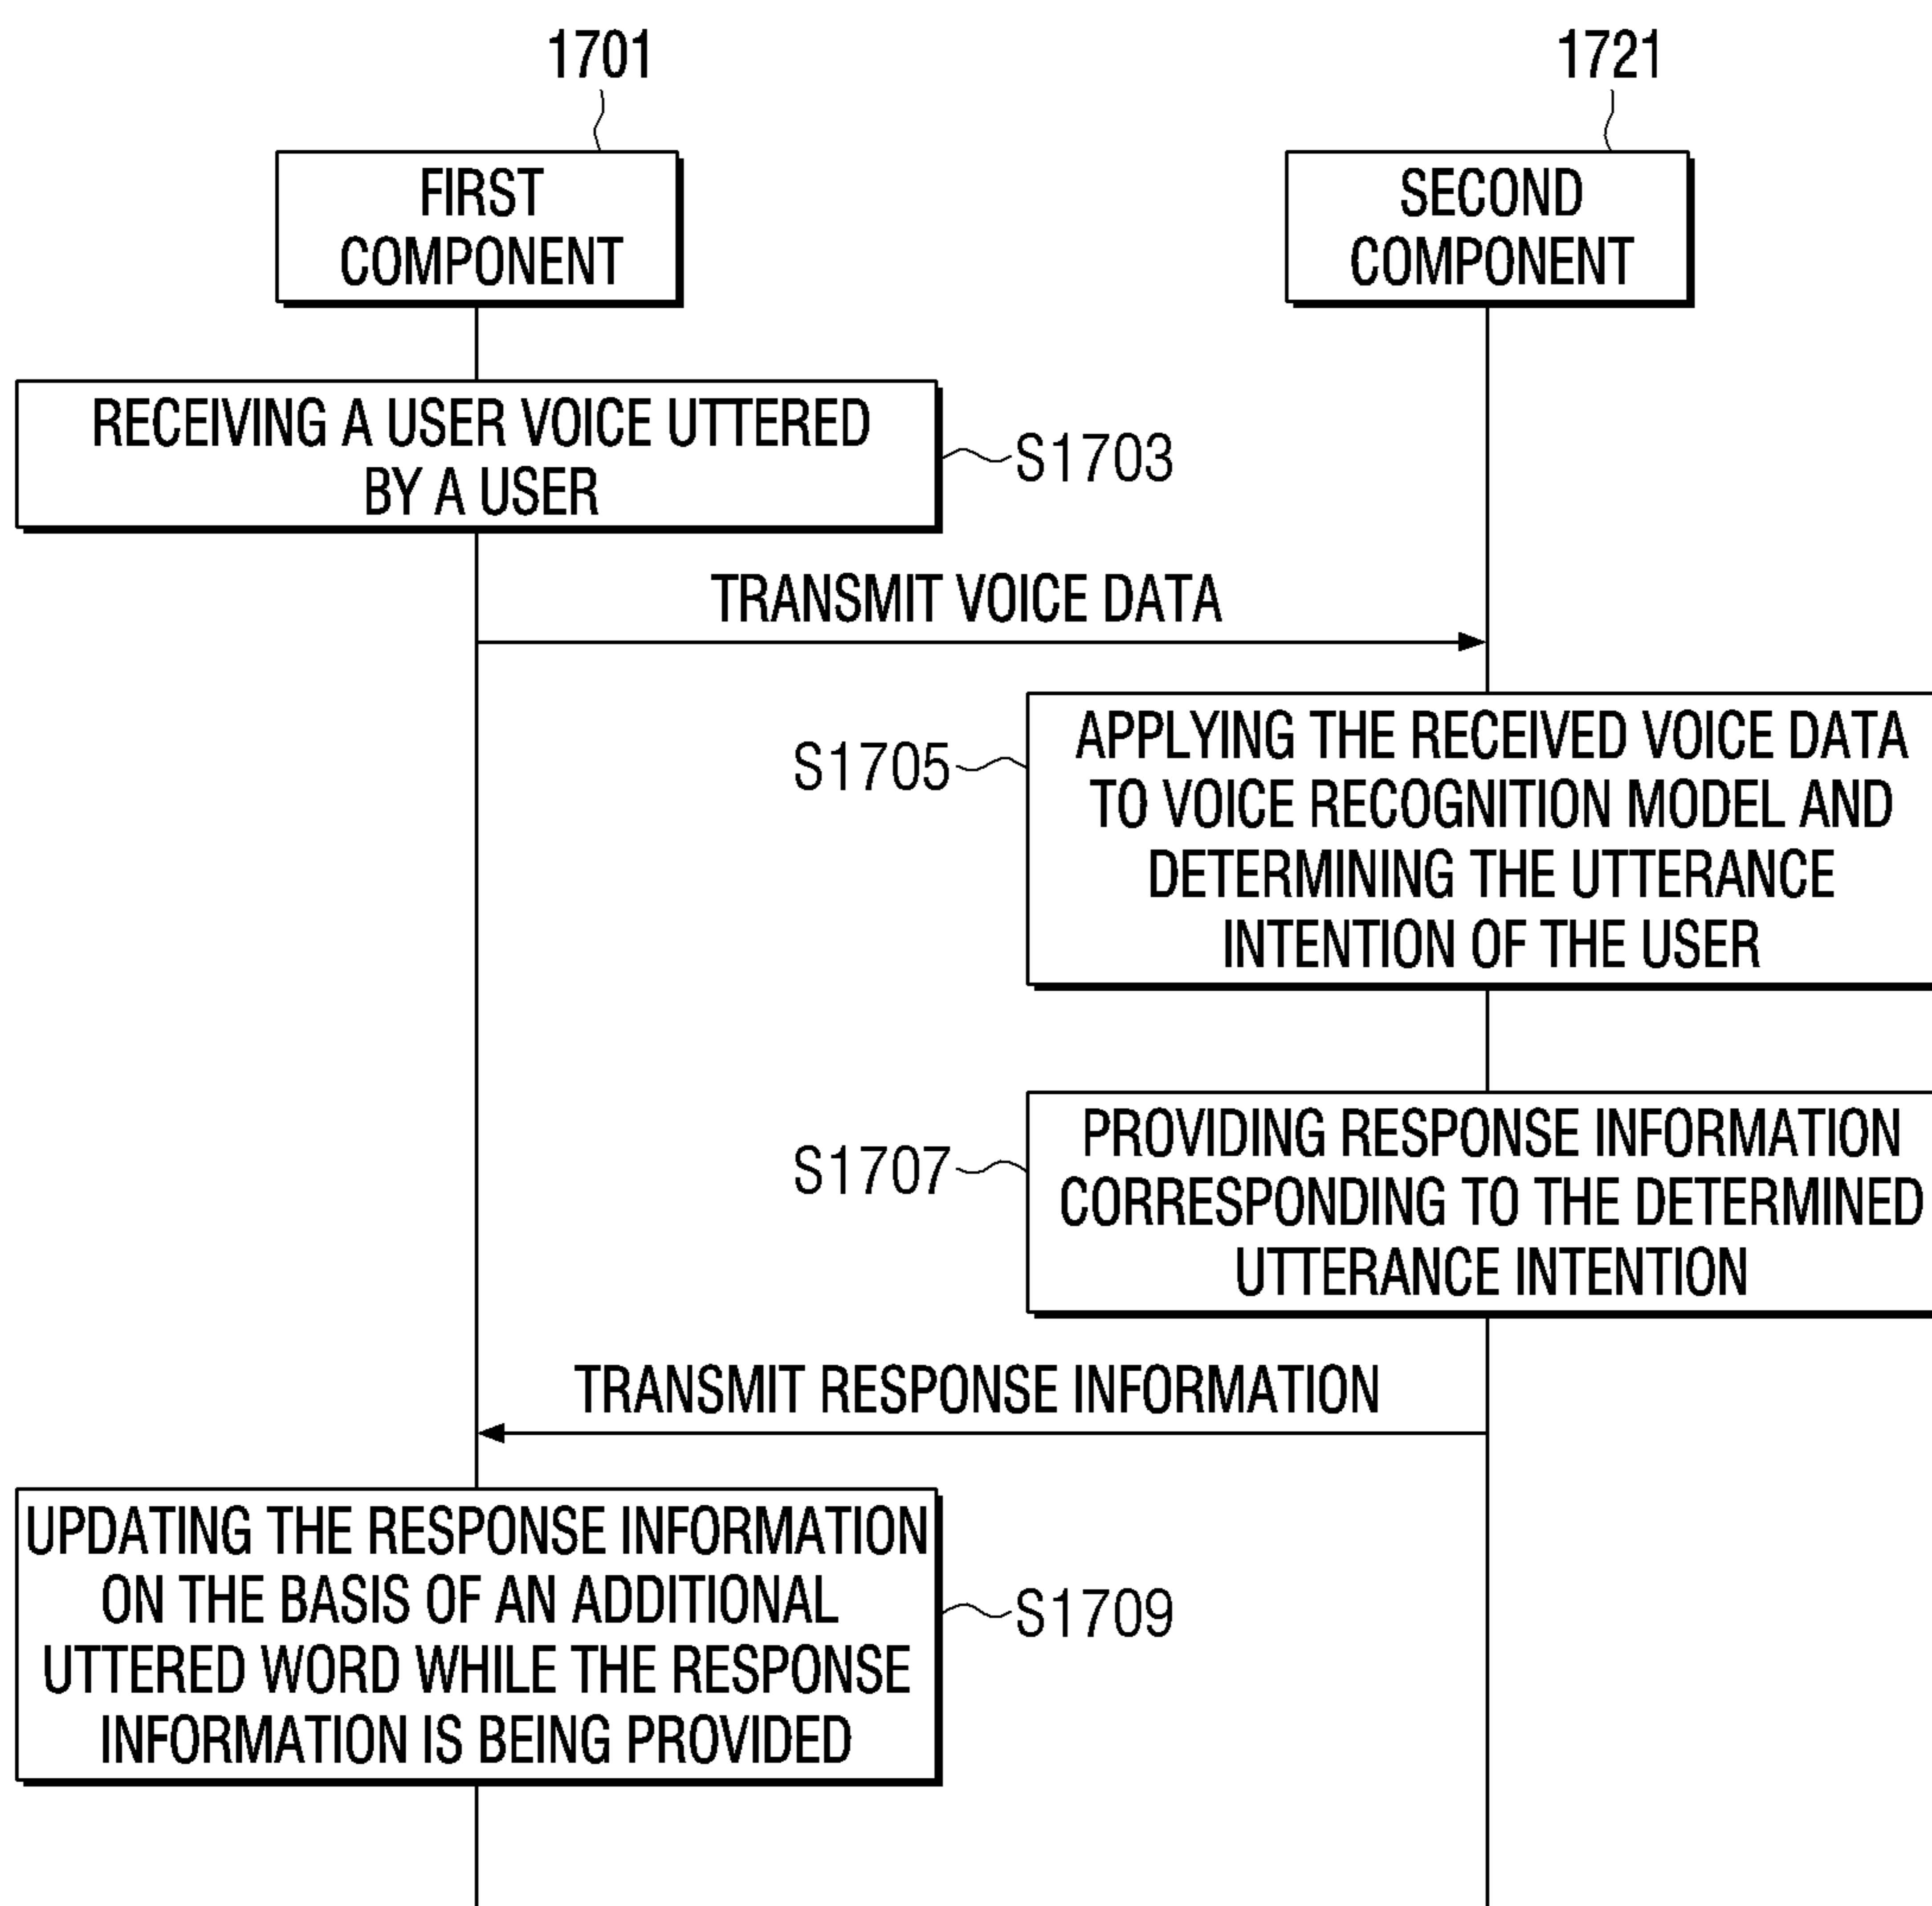 1701
1721
FIRST
COMPONENT
SECOND
COMPONENT
RECEIVING A USER VOICE UTTERED
BY A USER
S1703
TRANSMIT VOICE DATA
S1705
APPLYING THE RECEIVED VOICE DATA
TO VOICE RECOGNITION MODEL AND
DETERMINING THE UTTERANCE
INTENTION OF THE USER
S1707
PROVIDING RESPONSE INFORMATION
CORRESPONDING TO THE DETERMINED
UTTERANCE INTENTION
TRANSMIT RESPONSE INFORMATION
UPDATING THE RESPONSE INFORMATION
ON THE BASIS OF AN ADDITIONAL
UTTERED WORD WHILE THE RESPONSE
INFORMATION IS BEING PROVIDED
S1709